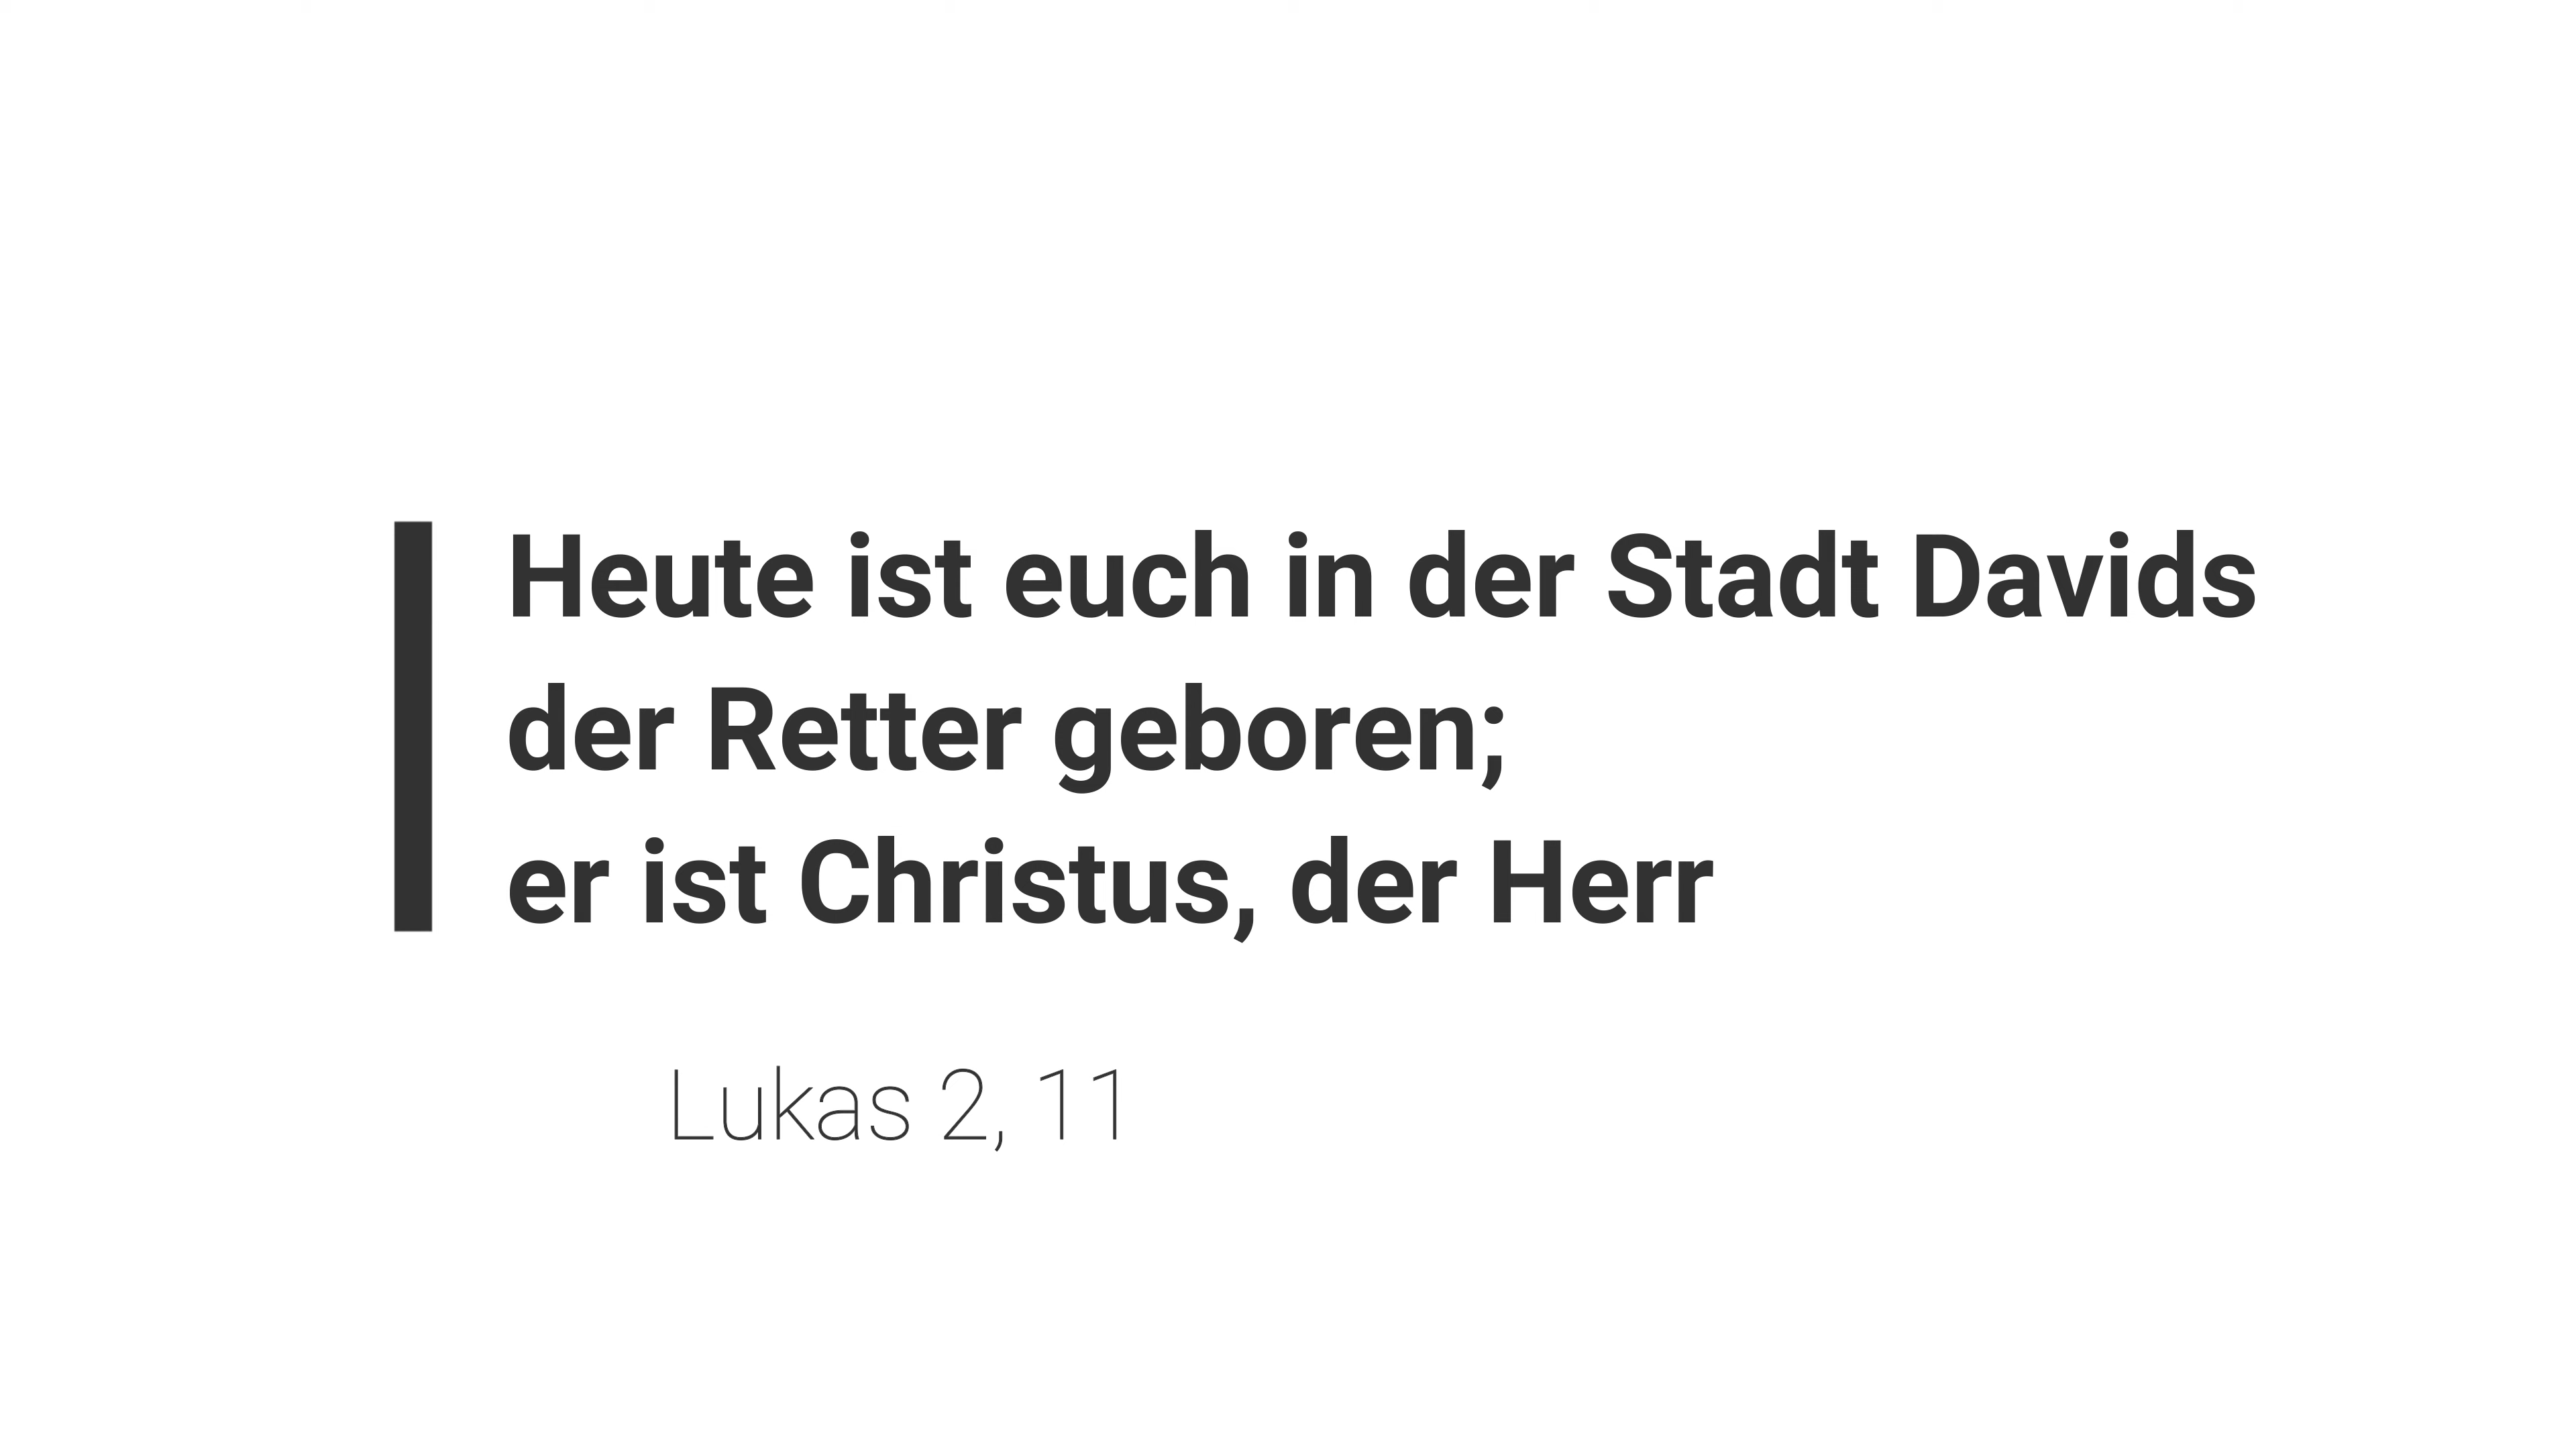 Heute ist euch in der Stadt Davids
der Retter geboren;
er ist Christus, der Herr
Lukas 2, 11